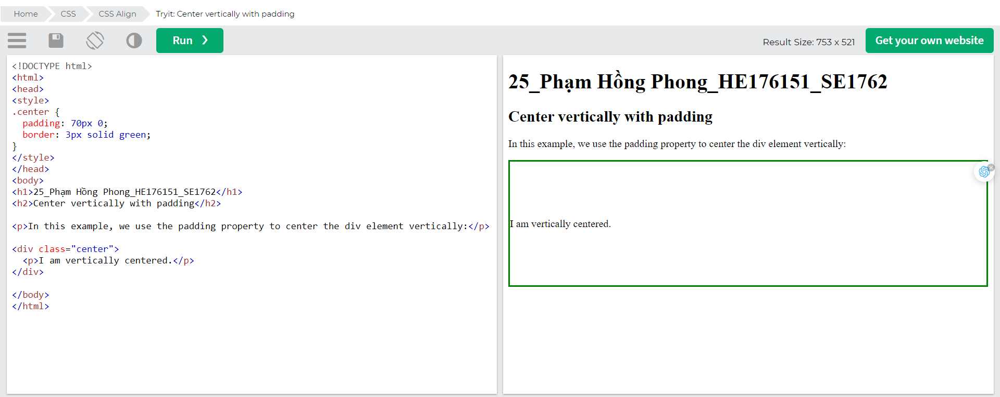 Home CSS CSS Align Tryit: Center vertically with padding
Run ❯ Result Size: 753 x 521 Get your own website
<!DOCTYPE html>
<html>
<head>
<style>
.center {
  padding: 70px 0;
  border: 3px solid green;
}
</style>
</head>
<body>
<h1>25_Phạm Hồng Phong_HE176151_SE1762</h1>
<h2>Center vertically with padding</h2>
<p>In this example, we use the padding property to center the div element vertically:</p>
<div class="center">
  <p>I am vertically centered.</p>
</div>
</body>
</html>
25_Phạm Hồng Phong_HE176151_SE1762
Center vertically with padding
In this example, we use the padding property to center the div element vertically:
I am vertically centered.